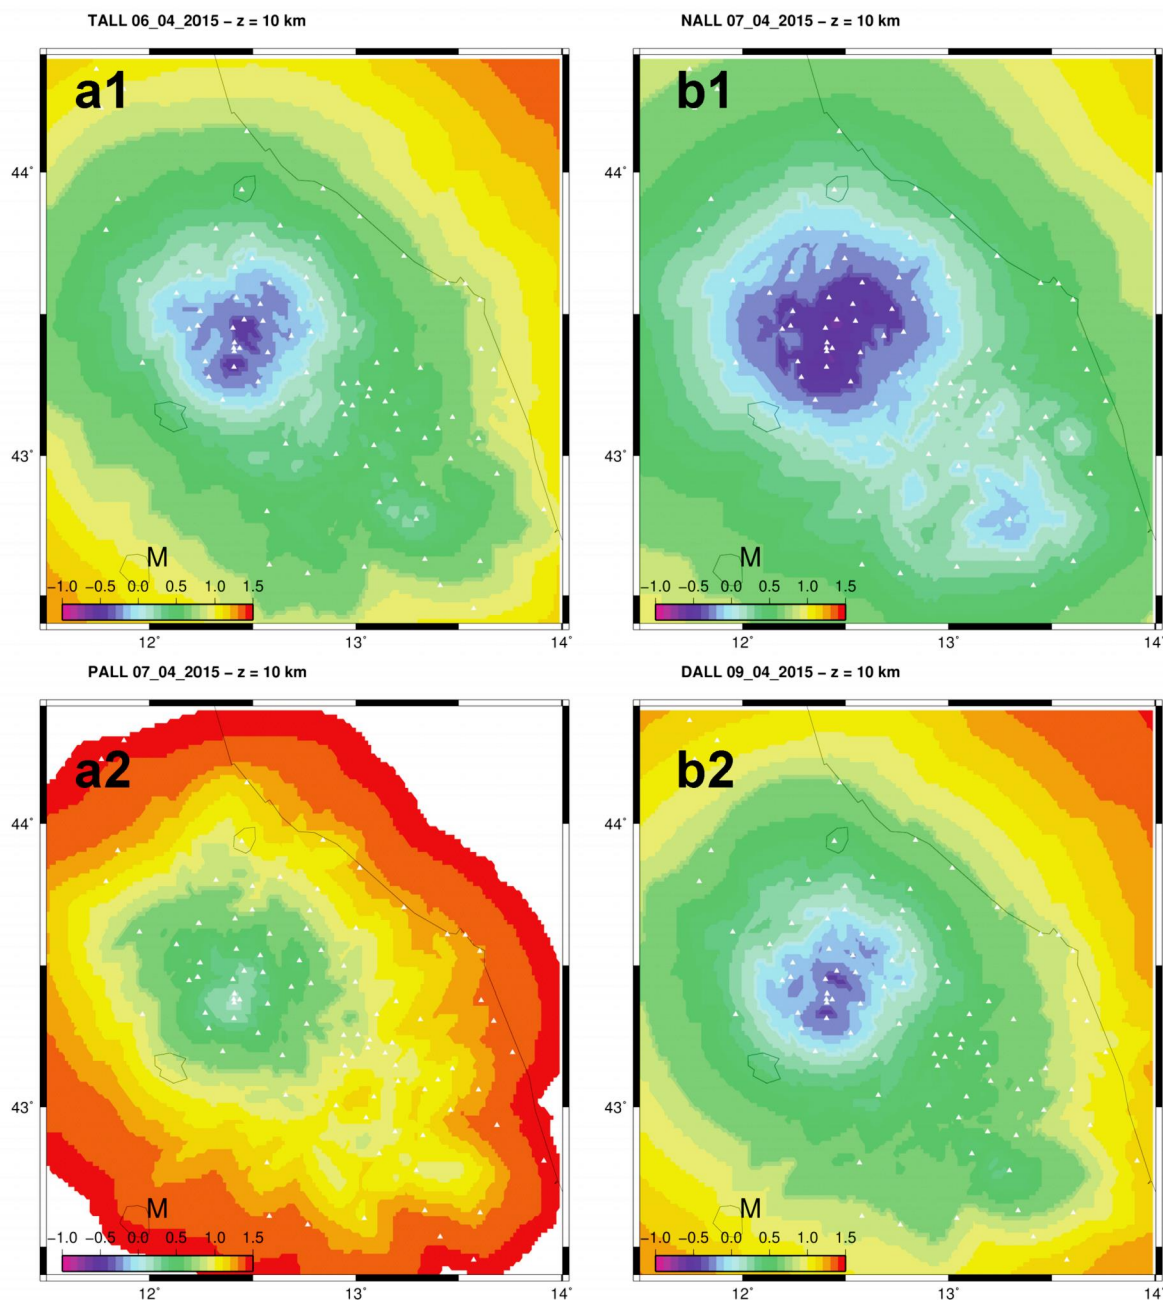 TALL 06_04_2015 – z = 10 km
NALL 07_04_2015 – z = 10 km
a1
b1
44°
44°
43°
43°
M
M
−1.0 −0.5 0.0 0.5 1.0 1.5
−1.0 −0.5 0.0 0.5 1.0 1.5
12° 13° 14°
12° 13° 14°
PALL 07_04_2015 – z = 10 km
DALL 09_04_2015 – z = 10 km
a2
b2
44°
44°
43°
43°
M
M
−1.0 −0.5 0.0 0.5 1.0 1.5
−1.0 −0.5 0.0 0.5 1.0 1.5
12° 13° 14°
12° 13° 14°